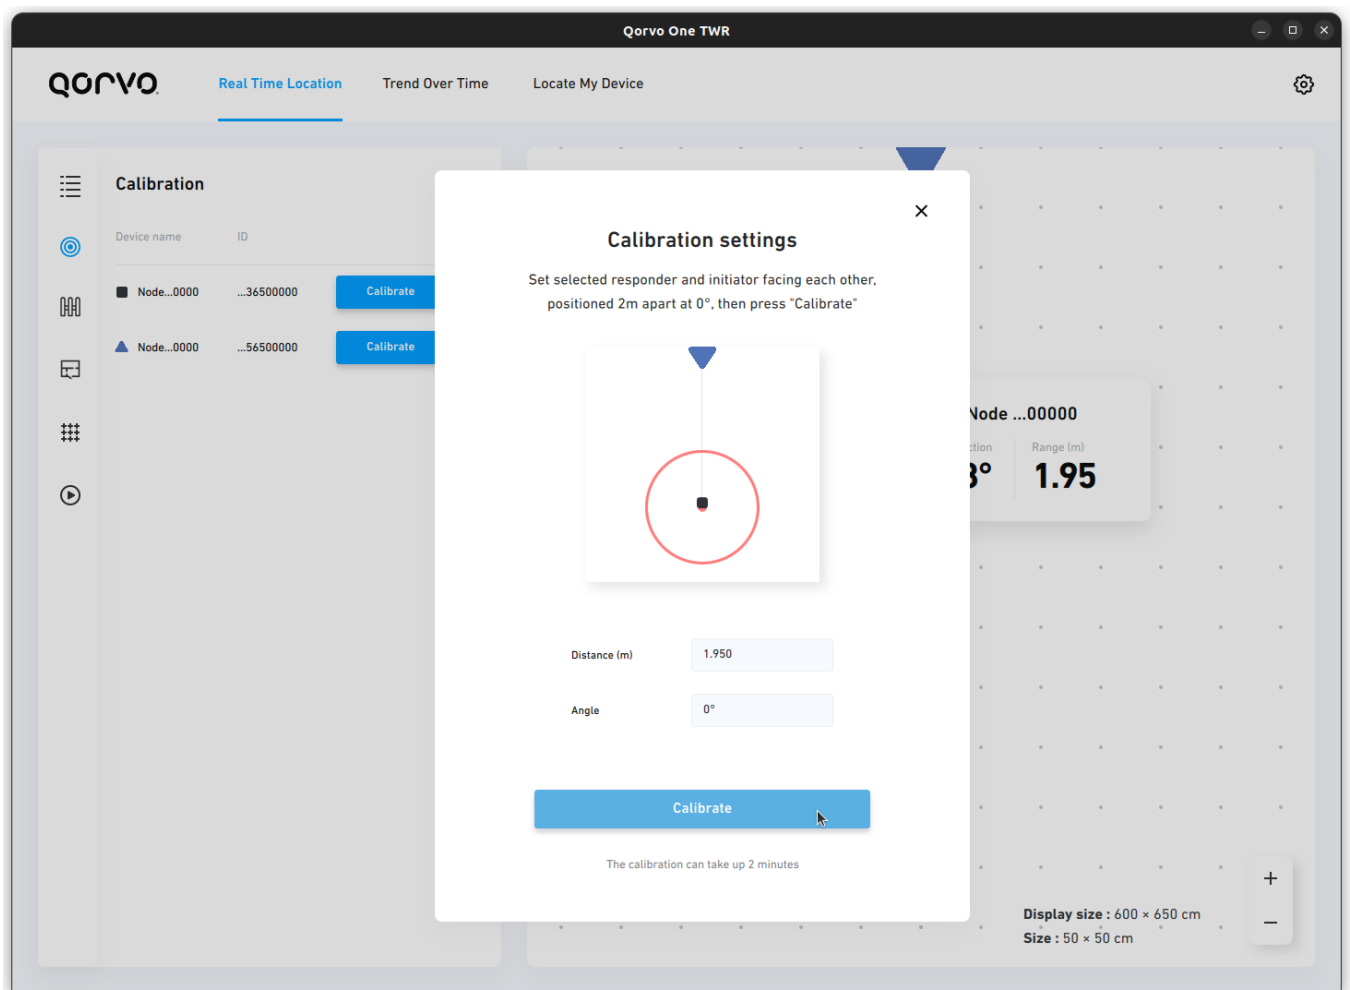 Qorvo One TWR
QORVO
Real Time Location
Trend Over Time
Locate My Device
Calibration
Device name
ID
Node...0000
...36500000
Calibrate
Node...0000
...56500000
Calibrate
Calibration settings
Set selected responder and initiator facing each other,
positioned 2m apart at 0°, then press "Calibrate"
Distance (m)
1.950
Angle
0°
Calibrate
The calibration can take up 2 minutes
Node ...00000
Range (m)
1.95
Display size : 600 × 650 cm
Size : 50 × 50 cm